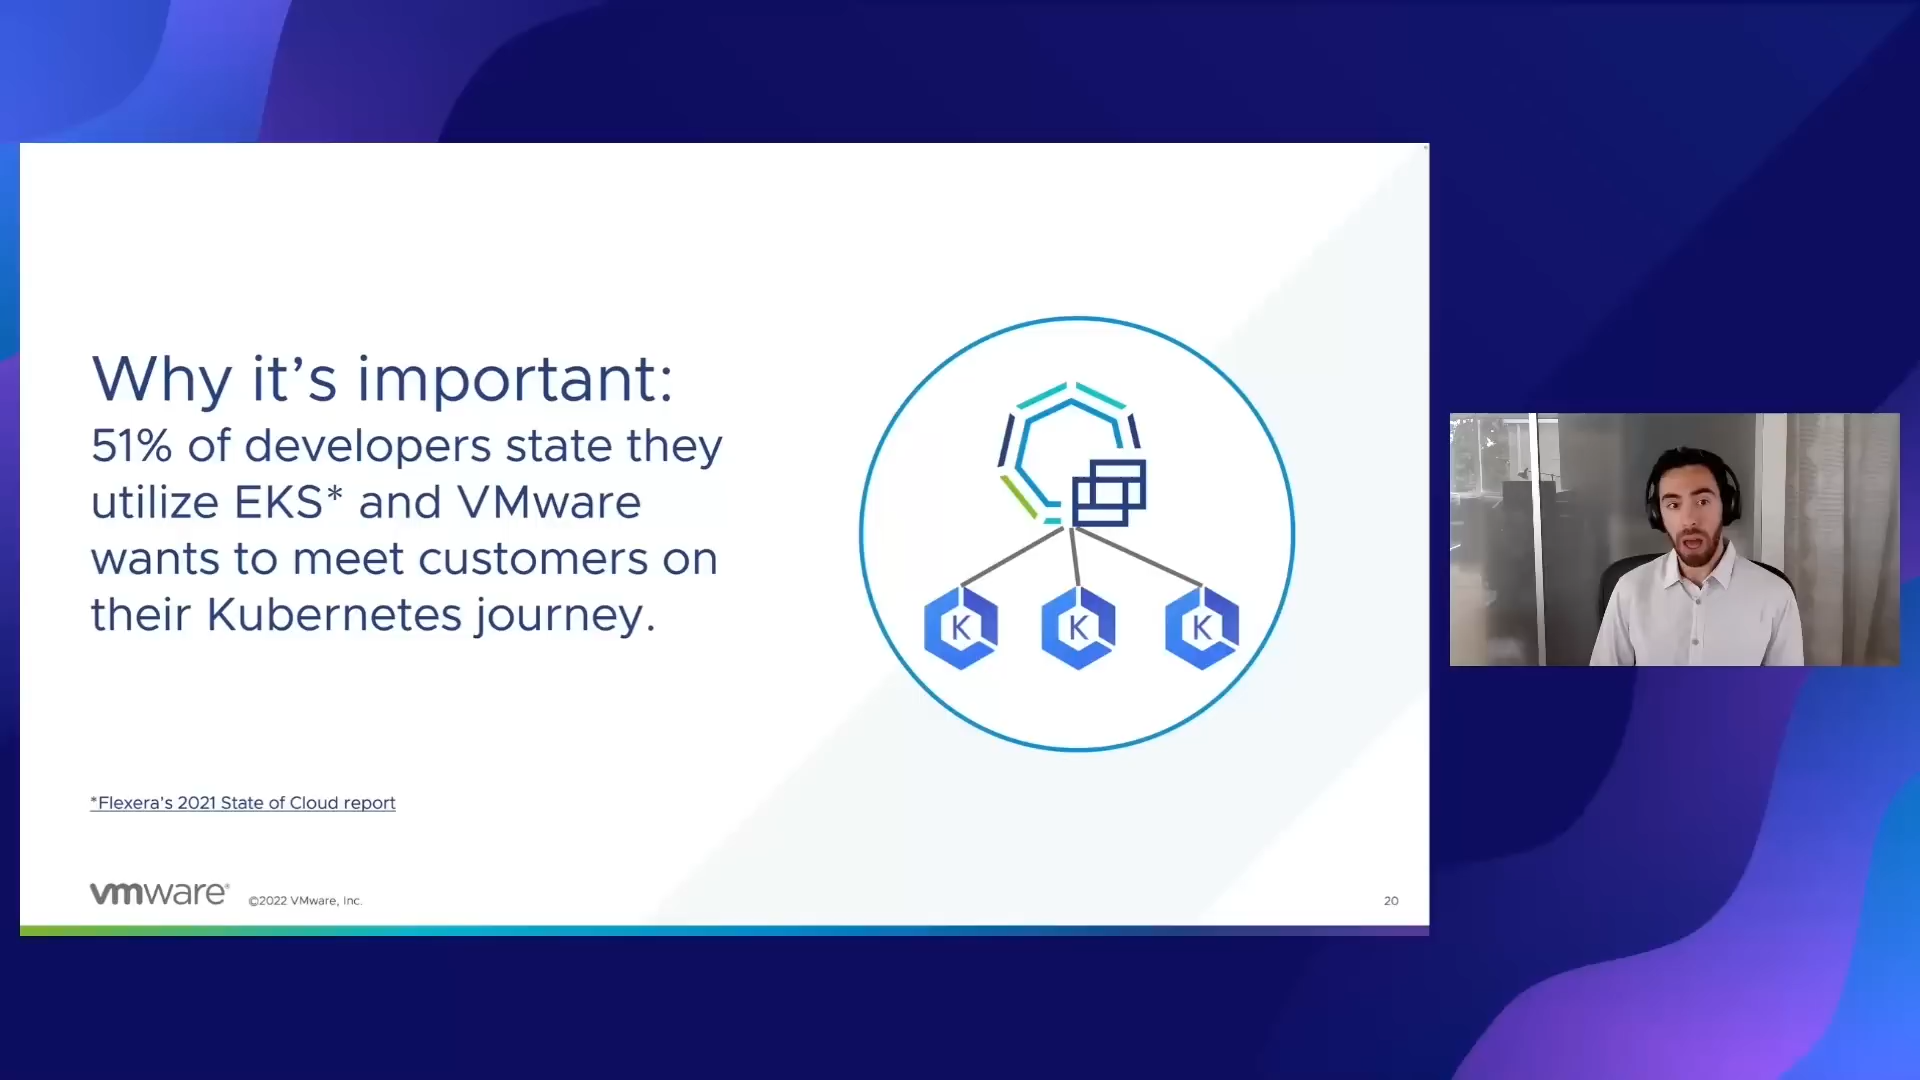 Why it’s important:
51% of developers state they
utilize EKS* and VMware
wants to meet customers on
their Kubernetes journey.
K
K
K
*Flexera’s 2021 State of Cloud report
vmware®
©2022 VMware, Inc.
20